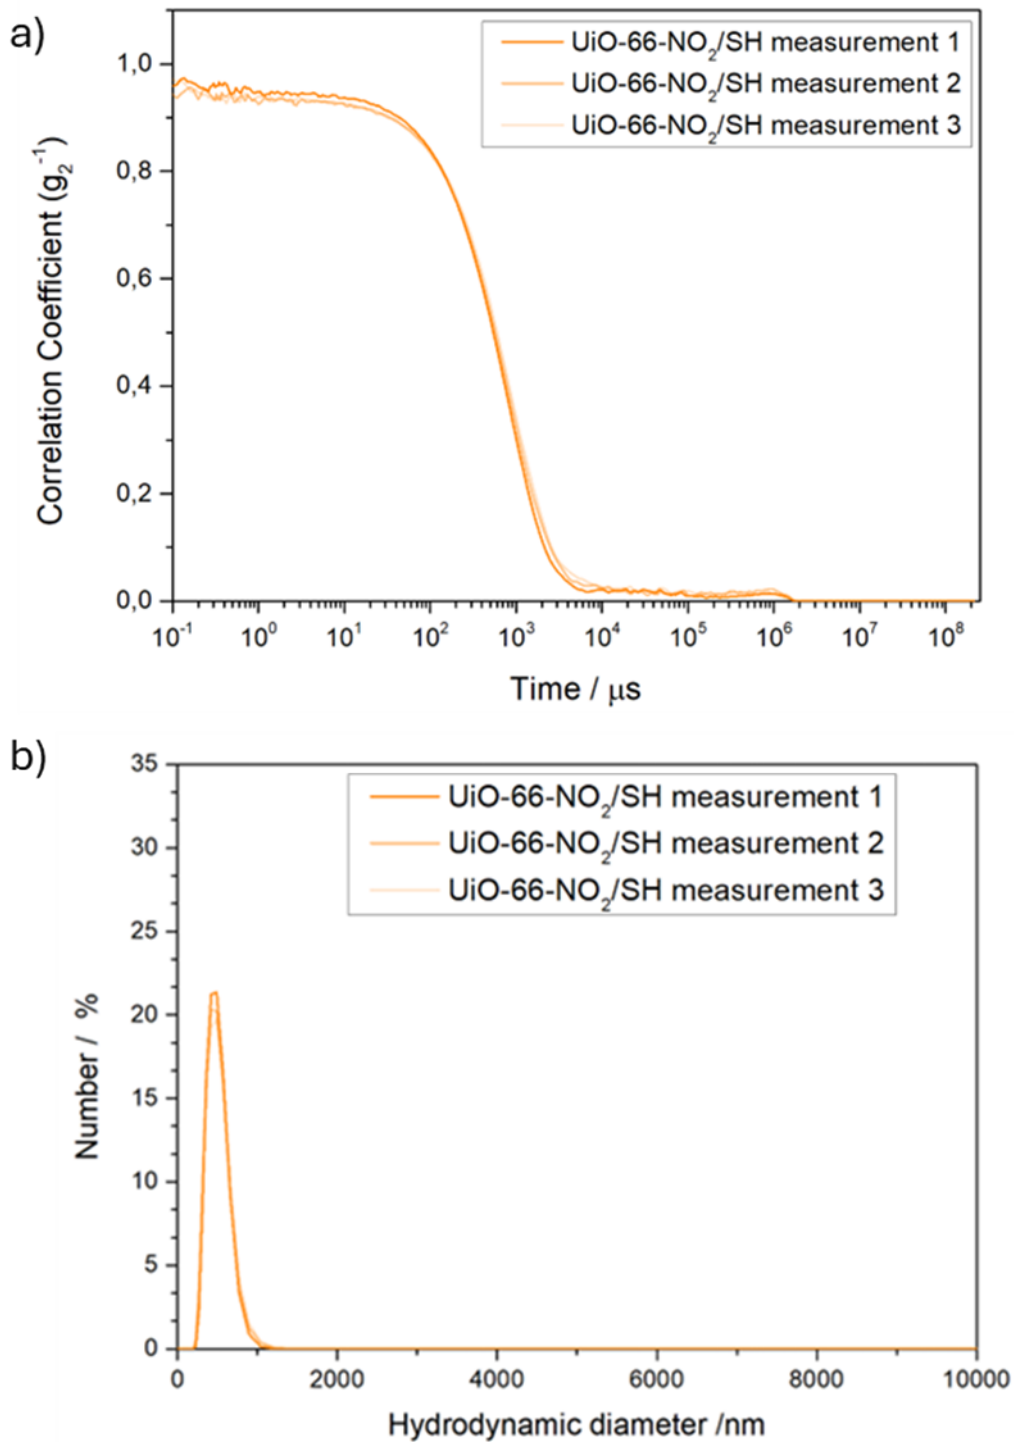 a)
UiO-66-NO₂/SH measurement 1
UiO-66-NO₂/SH measurement 2
UiO-66-NO₂/SH measurement 3
Correlation Coefficient (g₂⁻¹)
1,0
0,8
0,6
0,4
0,2
0,0
10⁻¹ 10⁰ 10¹ 10² 10³ 10⁴ 10⁵ 10⁶ 10⁷ 10⁸
Time / μs
b)
UiO-66-NO₂/SH measurement 1
UiO-66-NO₂/SH measurement 2
UiO-66-NO₂/SH measurement 3
Number / %
35
30
25
20
15
10
5
0
0 2000 4000 6000 8000 10000
Hydrodynamic diameter /nm